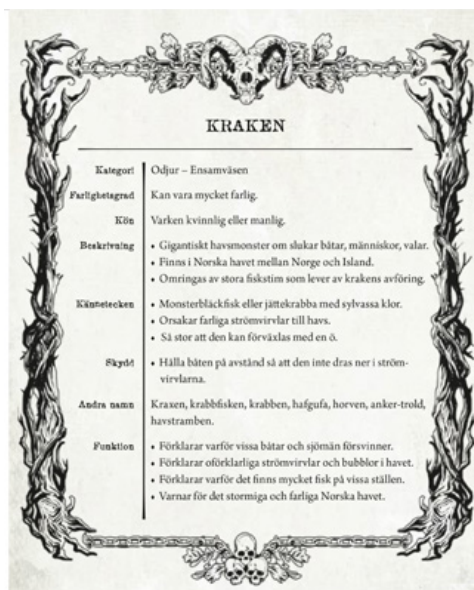 KRAKEN
Kategori Odjur – Ensamväsen
Farlighetsgrad Kan vara mycket farlig.
Kön Varken kvinnlig eller manlig.
Beskrivning • Gigantiskt havsmonster om slukar båtar, människor, valar.
• Finns i Norska havet mellan Norge och Island.
• Omringas av stora fiskstim som lever av krakens avföring.
Kännetecken • Monsterbläckfisk eller jättekrabba med sylvassa klor.
• Orsakar farliga strömvirvlar till havs.
• Så stor att den kan förväxlas med en ö.
Skydd • Hålla båten på avstånd så att den inte dras ner i ström-
virvlarna.
Andra namn Kraxen, krabbfisken, krabben, hafgufa, horven, anker-trold,
havstramben.
Funktion • Förklarar varför vissa båtar och sjömän försvinner.
• Förklarar oförklarliga strömvirvlar och bubblor i havet.
• Förklarar varför det finns mycket fisk på vissa ställen.
• Varnar för det stormiga och farliga Norska havet.